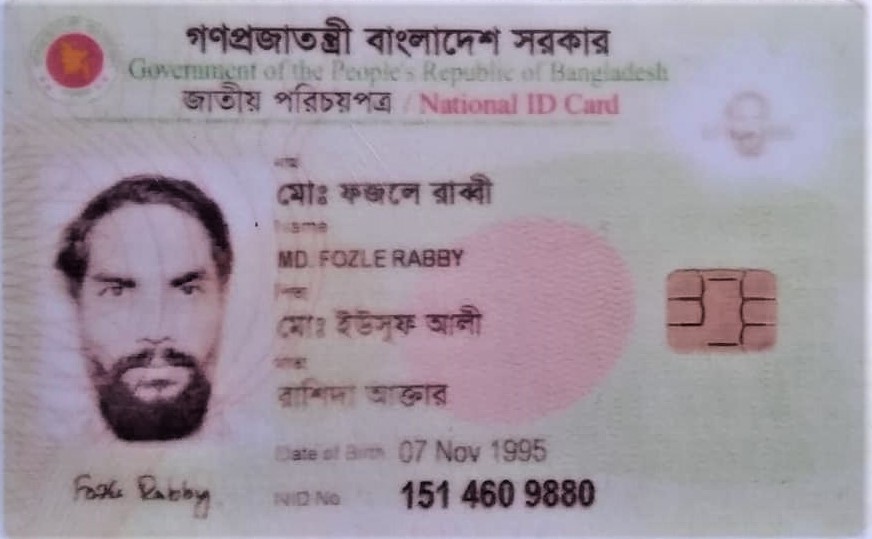 গণপ্রজাতন্ত্রী বাংলাদেশ সরকার
Government of the People's Republic of Bangladesh
জাতীয় পরিচয়পত্র / National ID Card
নাম
মোঃ ফজলে রাব্বী
Name
MD. FOZLE RABBY
পিতা
মোঃ ইউসুফ আলী
মাতা
রাশিদা আক্তার
Date of Birth 07 Nov 1995
NID No 151 460 9880
Fozle Rabby